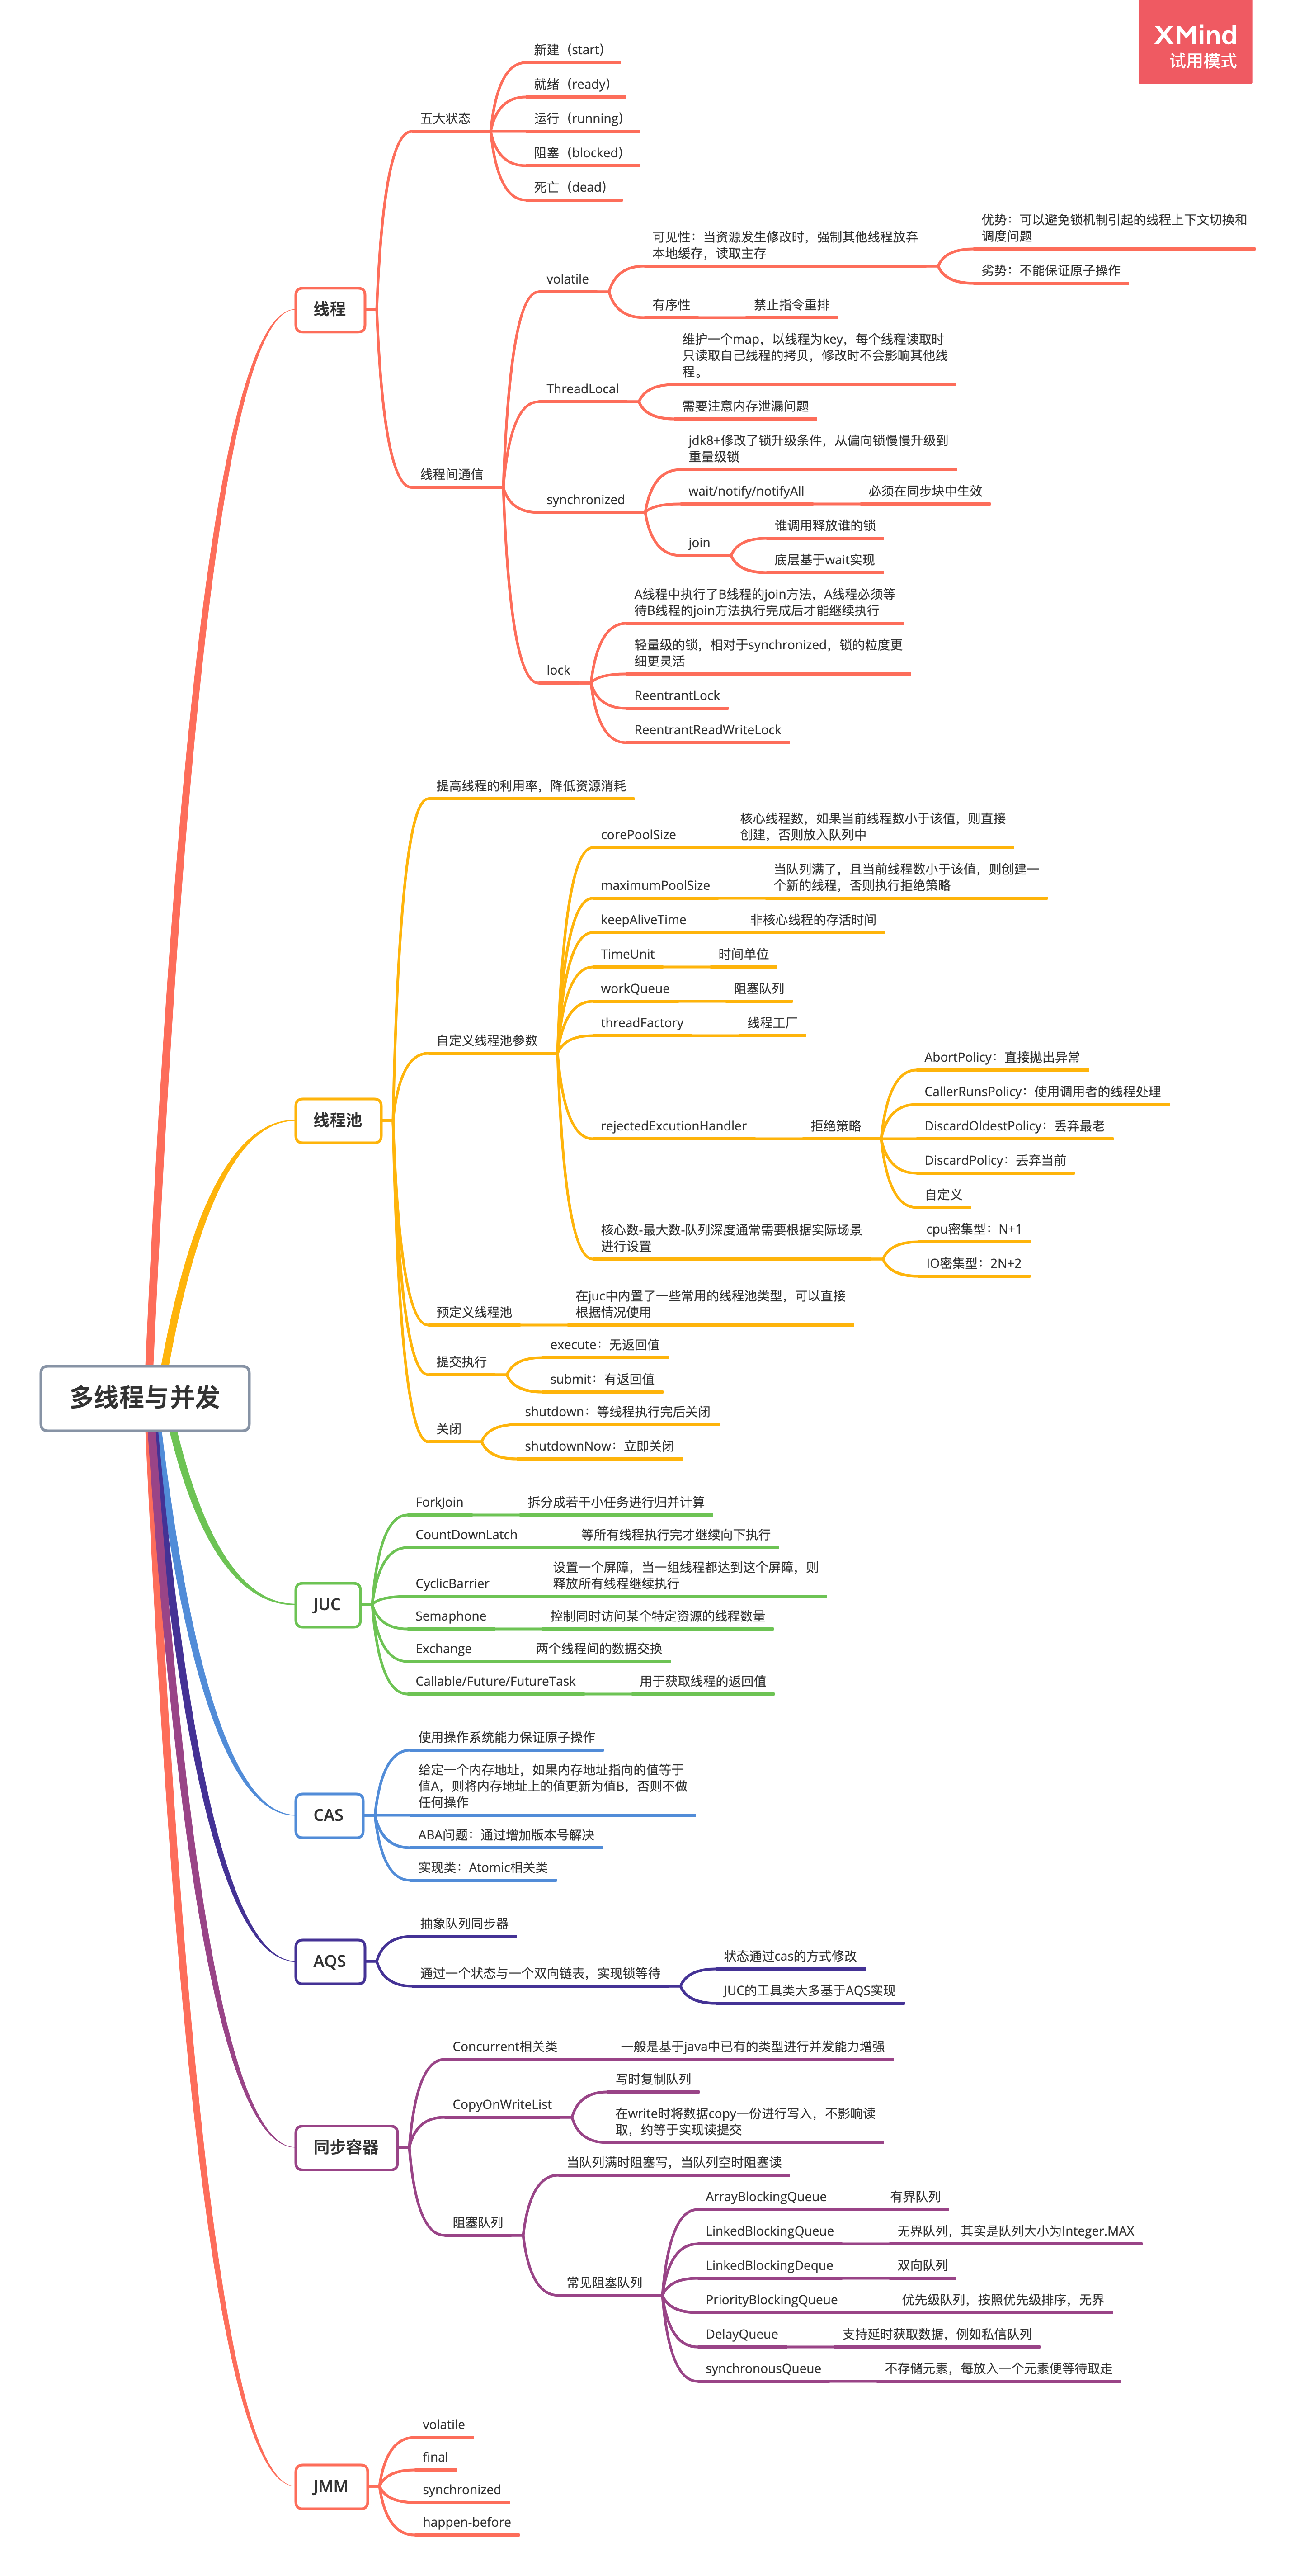 XMind
试用模式
多线程与并发
线程
五大状态
新建（start）
就绪（ready）
运行（running）
阻塞（blocked）
死亡（dead）
线程间通信
volatile
可见性：当资源发生修改时，强制其他线程放弃
本地缓存，读取主存
优势：可以避免锁机制引起的线程上下文切换和
调度问题
劣势：不能保证原子操作
有序性
禁止指令重排
ThreadLocal
维护一个map，以线程为key，每个线程读取时
只读取自己线程的拷贝，修改时不会影响其他线
程。
需要注意内存泄漏问题
synchronized
jdk8+修改了锁升级条件，从偏向锁慢慢升级到
重量级锁
wait/notify/notifyAll
必须在同步块中生效
join
谁调用释放谁的锁
底层基于wait实现
lock
A线程中执行了B线程的join方法，A线程必须等
待B线程的join方法执行完成后才能继续执行
轻量级的锁，相对于synchronized，锁的粒度更
细更灵活
ReentrantLock
ReentrantReadWriteLock
线程池
提高线程的利用率，降低资源消耗
自定义线程池参数
corePoolSize
核心线程数，如果当前线程数小于该值，则直接
创建，否则放入队列中
maximumPoolSize
当队列满了，且当前线程数小于该值，则创建一
个新的线程，否则执行拒绝策略
keepAliveTime
非核心线程的存活时间
TimeUnit
时间单位
workQueue
阻塞队列
threadFactory
线程工厂
rejectedExcutionHandler
拒绝策略
AbortPolicy：直接抛出异常
CallerRunsPolicy：使用调用者的线程处理
DiscardOldestPolicy：丢弃最老
DiscardPolicy：丢弃当前
自定义
核心数-最大数-队列深度通常需要根据实际场景
进行设置
cpu密集型：N+1
IO密集型：2N+2
预定义线程池
在juc中内置了一些常用的线程池类型，可以直接
根据情况使用
提交执行
execute：无返回值
submit：有返回值
关闭
shutdown：等线程执行完后关闭
shutdownNow：立即关闭
JUC
ForkJoin
拆分成若干小任务进行归并计算
CountDownLatch
等所有线程执行完才继续向下执行
CyclicBarrier
设置一个屏障，当一组线程都达到这个屏障，则
释放所有线程继续执行
Semaphone
控制同时访问某个特定资源的线程数量
Exchange
两个线程间的数据交换
Callable/Future/FutureTask
用于获取线程的返回值
CAS
使用操作系统能力保证原子操作
给定一个内存地址，如果内存地址指向的值等于
值A，则将内存地址上的值更新为值B，否则不做
任何操作
ABA问题：通过增加版本号解决
实现类：Atomic相关类
AQS
抽象队列同步器
通过一个状态与一个双向链表，实现锁等待
状态通过cas的方式修改
JUC的工具类大多基于AQS实现
同步容器
Concurrent相关类
一般是基于java中已有的类型进行并发能力增强
CopyOnWriteList
写时复制队列
在write时将数据copy一份进行写入，不影响读
取，约等于实现读提交
阻塞队列
当队列满时阻塞写，当队列空时阻塞读
常见阻塞队列
ArrayBlockingQueue
有界队列
LinkedBlockingQueue
无界队列，其实是队列大小为Integer.MAX
LinkedBlockingDeque
双向队列
PriorityBlockingQueue
优先级队列，按照优先级排序，无界
DelayQueue
支持延时获取数据，例如私信队列
synchronousQueue
不存储元素，每放入一个元素便等待取走
JMM
volatile
final
synchronized
happen-before